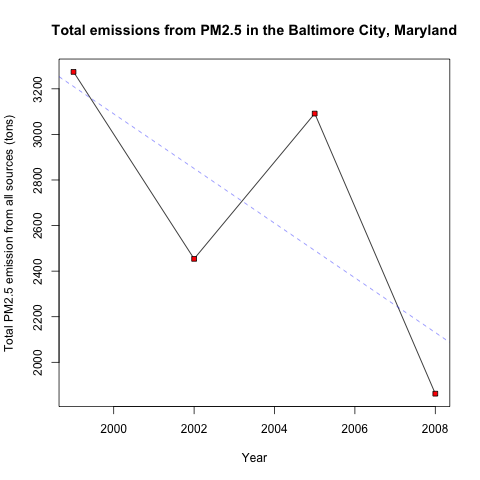 Total emissions from PM2.5 in the Baltimore City, Maryland
Total PM2.5 emission from all sources (tons)
3200
3000
2800
2600
2400
2200
2000
2000 2002 2004 2006 2008
Year